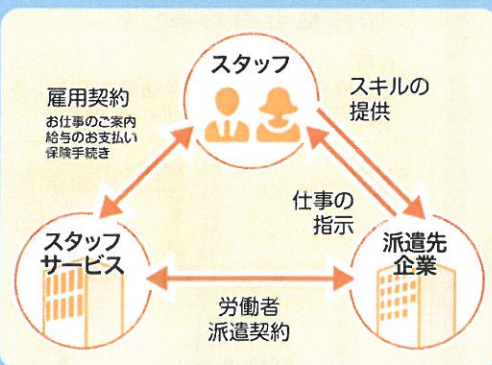 スタッフ
雇用契約
お仕事のご案内
給与のお支払い
保険手続き
スキルの
提供
仕事の
指示
スタッフ
サービス
派遣先
企業
労働者
派遣契約